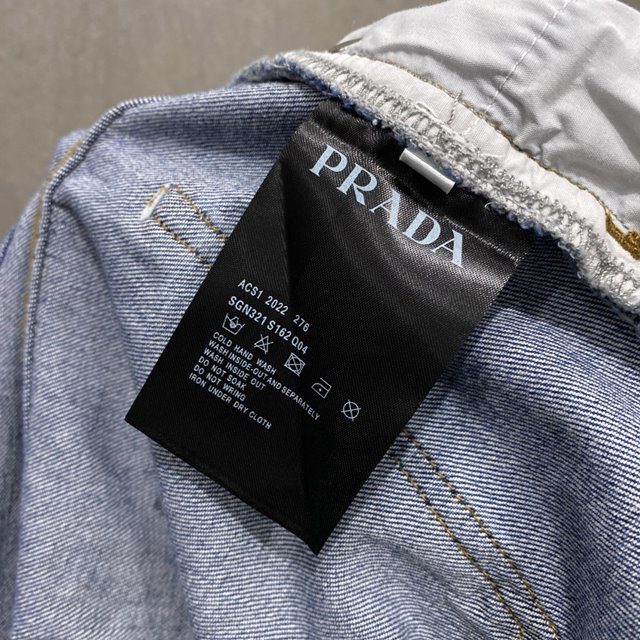 PRADA
ACS1 2022 276
SGN321 S162 Q04
COLD HAND WASH
WASH INSIDE-OUT AND SEPARATELY
WASH INSIDE OUT
DO NOT SOAK
DO NOT WRING
IRON UNDER DRY CLOTH